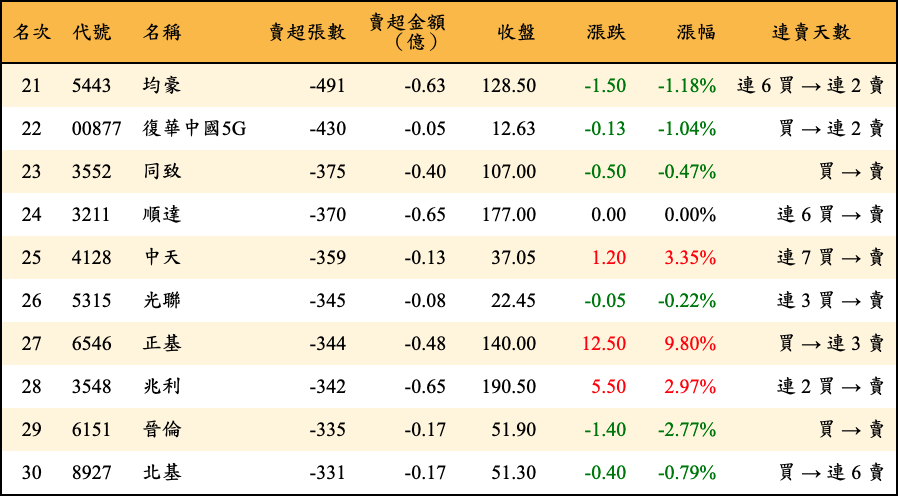 名次 代號 名稱 賣超張數 賣超金額（億） 收盤 漲跌 漲幅 連賣天數
21 5443 均豪 -491 -0.63 128.50 -1.50 -1.18% 連 6 買 → 連 2 賣
22 00877 復華中國5G -430 -0.05 12.63 -0.13 -1.04% 買 → 連 2 賣
23 3552 同致 -375 -0.40 107.00 -0.50 -0.47% 買 → 賣
24 3211 順達 -370 -0.65 177.00 0.00 0.00% 連 6 買 → 賣
25 4128 中天 -359 -0.13 37.05 1.20 3.35% 連 7 買 → 賣
26 5315 光聯 -345 -0.08 22.45 -0.05 -0.22% 連 3 買 → 賣
27 6546 正基 -344 -0.48 140.00 12.50 9.80% 買 → 連 3 賣
28 3548 兆利 -342 -0.65 190.50 5.50 2.97% 連 2 買 → 賣
29 6151 晉倫 -335 -0.17 51.90 -1.40 -2.77% 買 → 賣
30 8927 北基 -331 -0.17 51.30 -0.40 -0.79% 買 → 連 6 賣